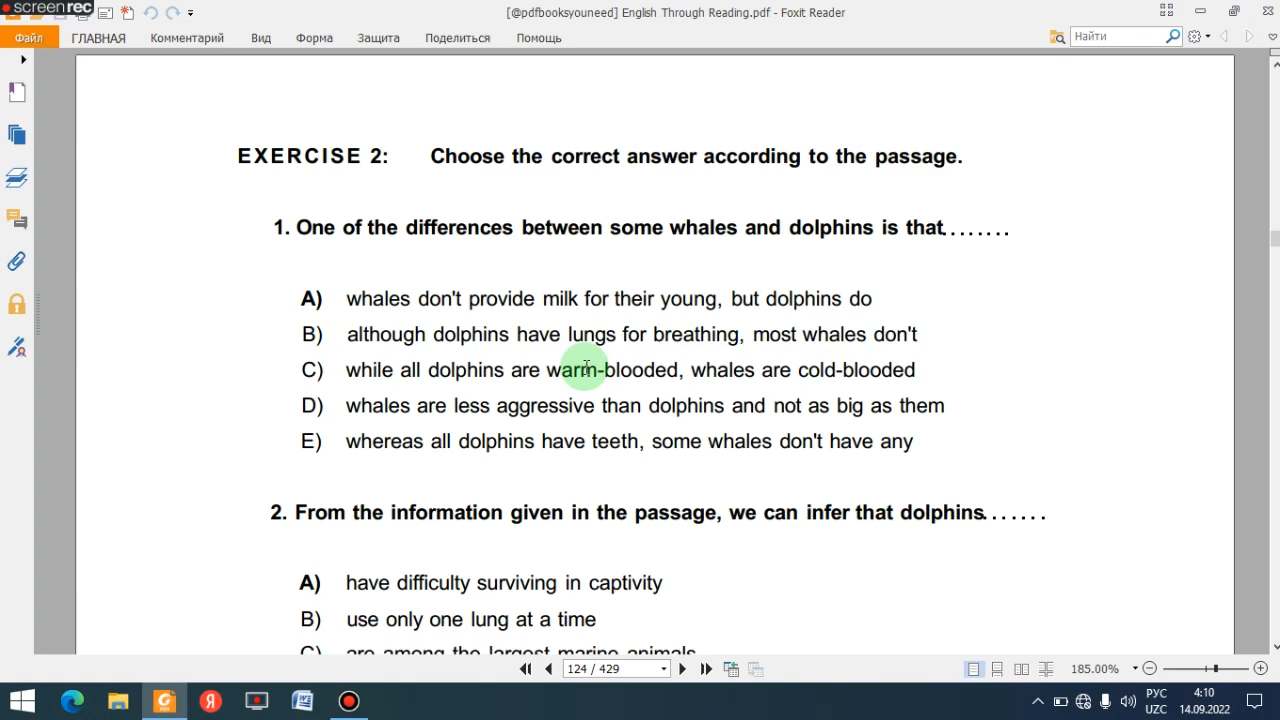 screenrec
[@pdfbooksyouneed] English Through Reading.pdf - Foxit Reader
Файл ГЛАВНАЯ Комментарий Вид Форма Защита Поделиться Помощь Найти
EXERCISE 2: Choose the correct answer according to the passage.
1. One of the differences between some whales and dolphins is that........
A) whales don't provide milk for their young, but dolphins do
B) although dolphins have lungs for breathing, most whales don't
C) while all dolphins are warm-blooded, whales are cold-blooded
D) whales are less aggressive than dolphins and not as big as them
E) whereas all dolphins have teeth, some whales don't have any
2. From the information given in the passage, we can infer that dolphins.......
A) have difficulty surviving in captivity
B) use only one lung at a time
C) are among the largest marine animals
124 / 429 185.00%
РУС 4:10
UZC 14.09.2022